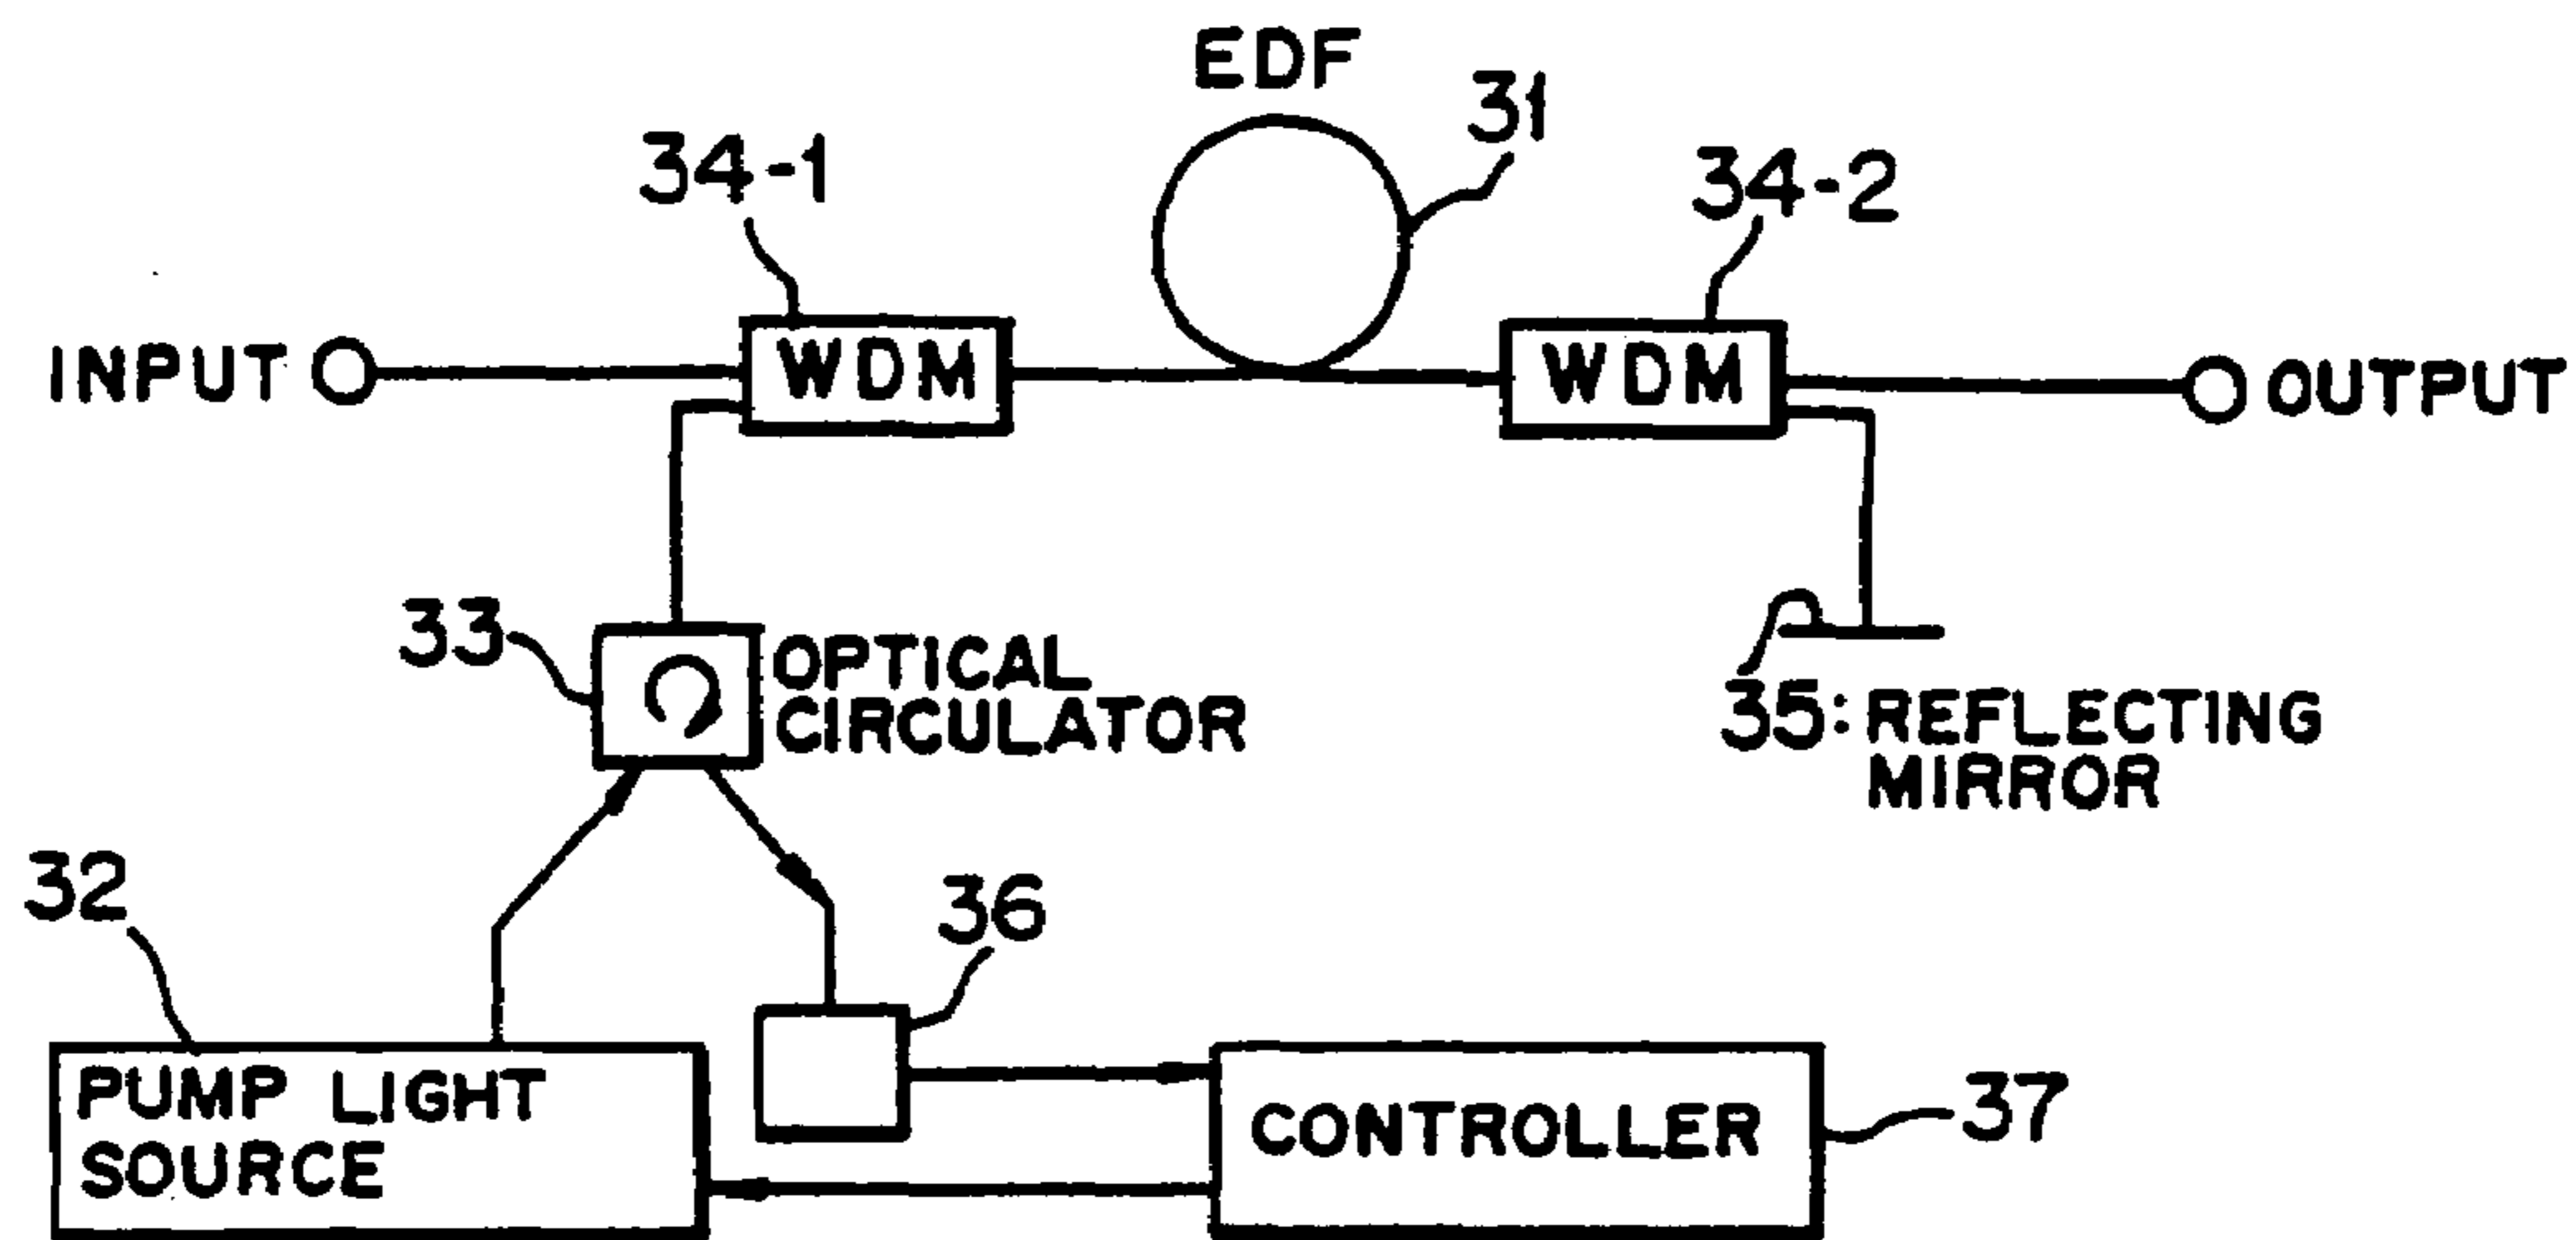 EDF
31
34-1
34-2
INPUT
WDM
WDM
OUTPUT
33
OPTICAL
CIRCULATOR
35: REFLECTING
MIRROR
32
36
PUMP LIGHT
SOURCE
CONTROLLER
37